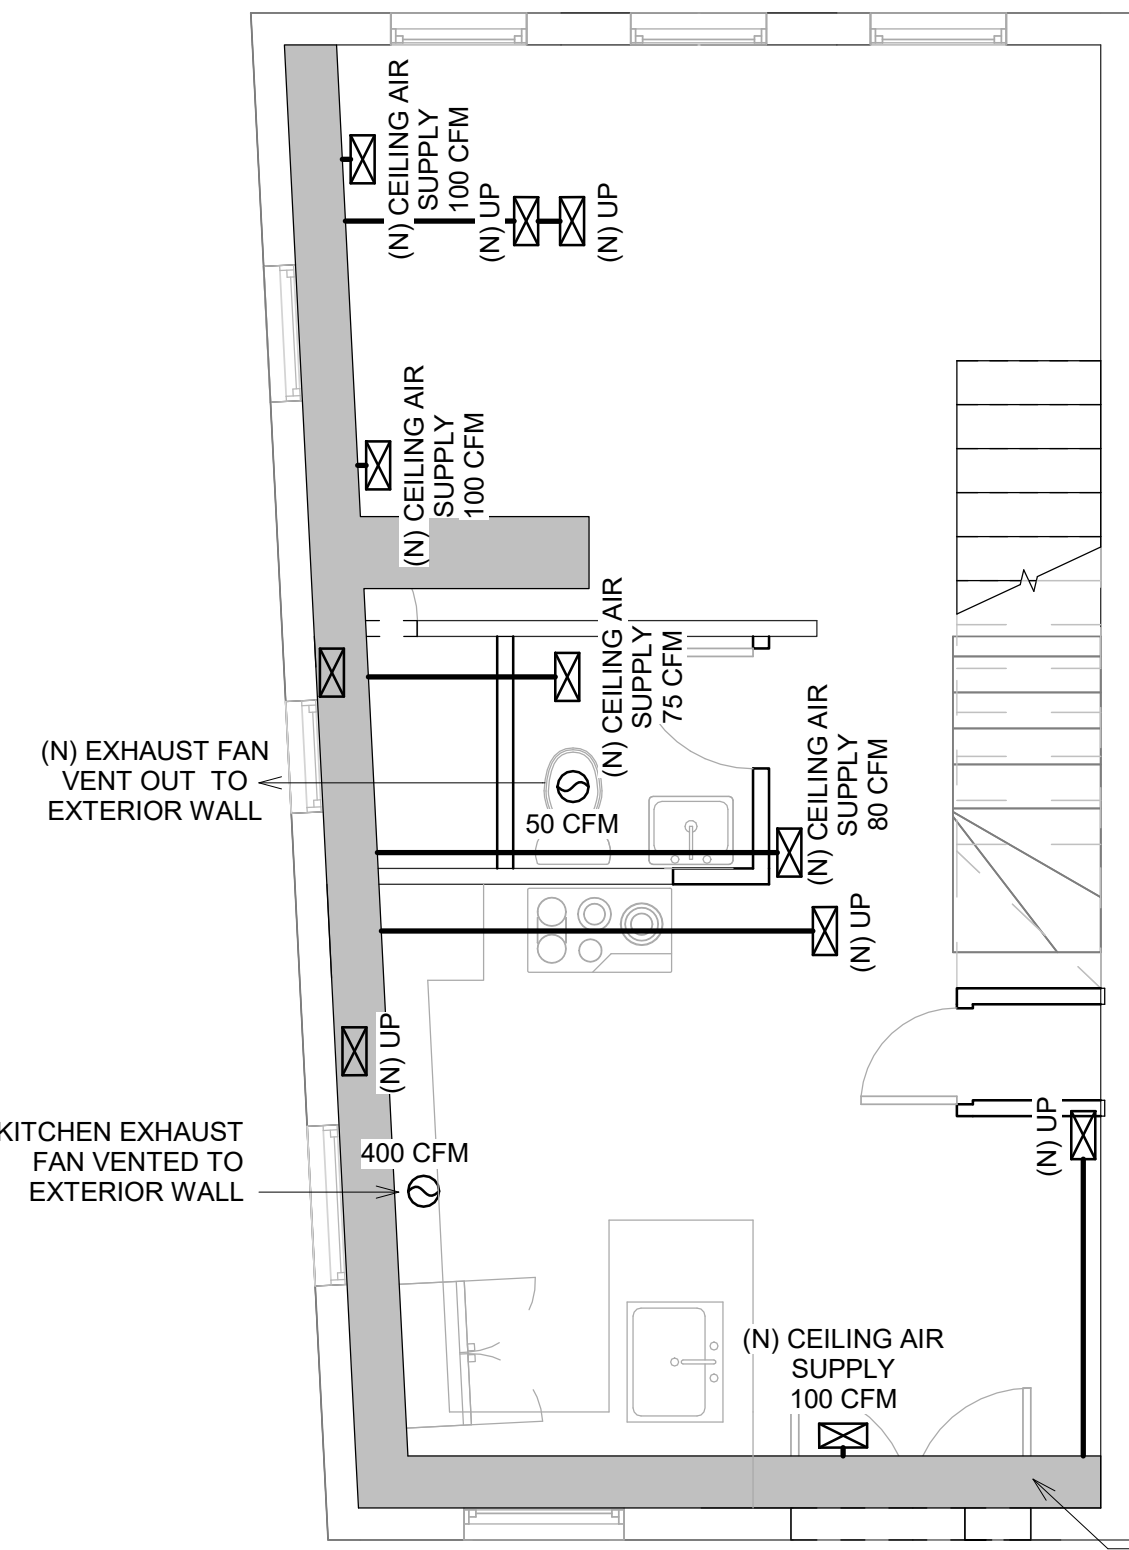 (N) CEILING AIR
SUPPLY
100 CFM
(N) UP
(N) UP
(N) CEILING AIR
SUPPLY
100 CFM
(N) CEILING AIR
SUPPLY
75 CFM
(N) EXHAUST FAN
VENT OUT TO
EXTERIOR WALL
50 CFM
(N) CEILING AIR
SUPPLY
80 CFM
(N) UP
(N) UP
KITCHEN EXHAUST
FAN VENTED TO
EXTERIOR WALL
400 CFM
(N) UP
(N) CEILING AIR
SUPPLY
100 CFM